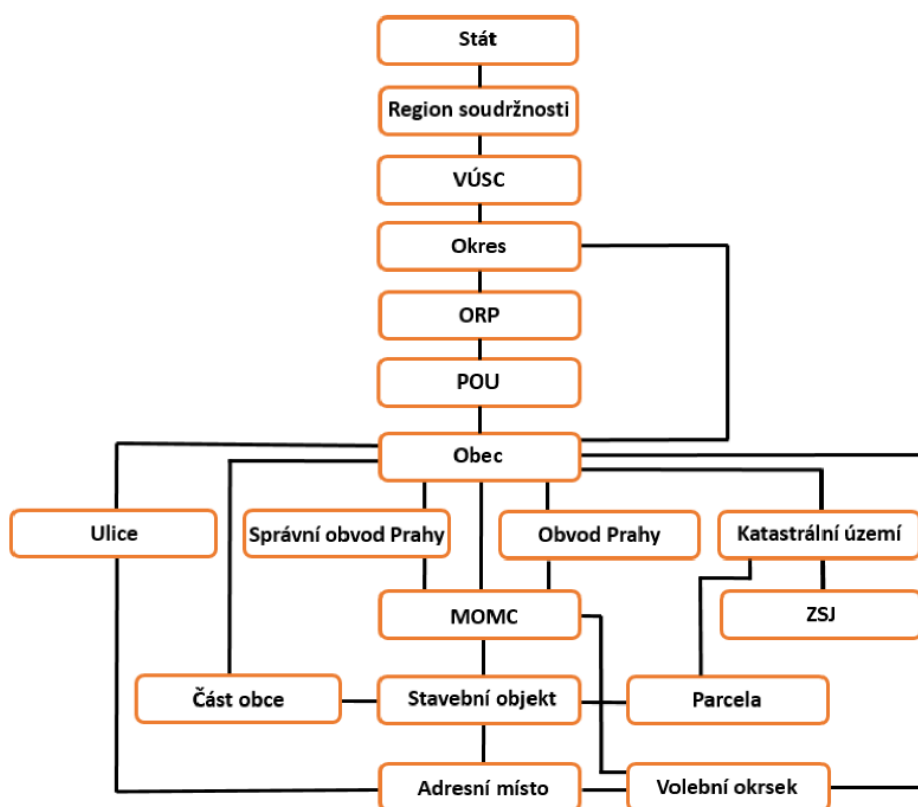 Stát
Region soudržnosti
VÚSC
Okres
ORP
POU
Obec
Ulice
Správní obvod Prahy
Obvod Prahy
Katastrální území
MOMC
ZSJ
Část obce
Stavební objekt
Parcela
Adresní místo
Volební okrsek